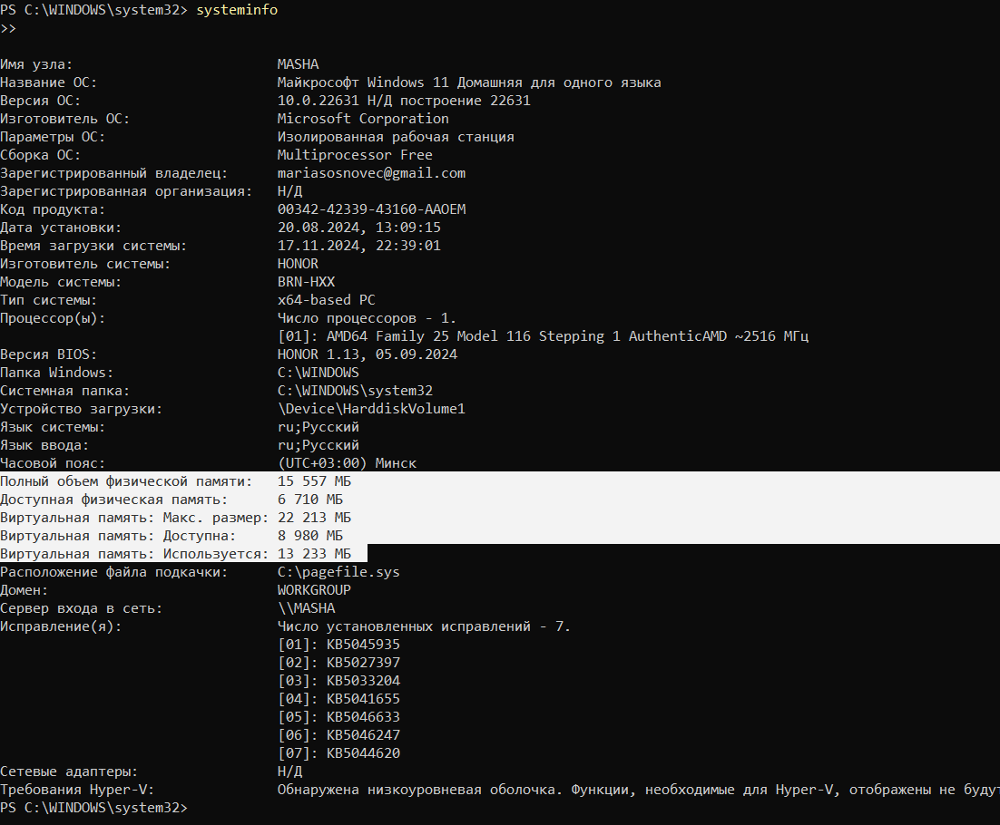 PS C:\WINDOWS\system32> systeminfo
>>
Имя узла: MASHA
Название ОС: Майкрософт Windows 11 Домашняя для одного языка
Версия ОС: 10.0.22631 Н/Д построение 22631
Изготовитель ОС: Microsoft Corporation
Параметры ОС: Изолированная рабочая станция
Сборка ОС: Multiprocessor Free
Зарегистрированный владелец: mariasosnovec@gmail.com
Зарегистрированная организация: Н/Д
Код продукта: 00342-42339-43160-AAOEM
Дата установки: 20.08.2024, 13:09:15
Время загрузки системы: 17.11.2024, 22:39:01
Изготовитель системы: HONOR
Модель системы: BRN-HXX
Тип системы: x64-based PC
Процессор(ы): Число процессоров - 1.
[01]: AMD64 Family 25 Model 116 Stepping 1 AuthenticAMD ~2516 МГц
Версия BIOS: HONOR 1.13, 05.09.2024
Папка Windows: C:\WINDOWS
Системная папка: C:\WINDOWS\system32
Устройство загрузки: \Device\HarddiskVolume1
Язык системы: ru;Русский
Язык ввода: ru;Русский
Часовой пояс: (UTC+03:00) Минск
Полный объем физической памяти: 15 557 МБ
Доступная физическая память: 6 710 МБ
Виртуальная память: Макс. размер: 22 213 МБ
Виртуальная память: Доступна: 8 980 МБ
Виртуальная память: Используется: 13 233 МБ
Расположение файла подкачки: C:\pagefile.sys
Домен: WORKGROUP
Сервер входа в сеть: \\MASHA
Исправление(я): Число установленных исправлений - 7.
[01]: KB5045935
[02]: KB5027397
[03]: KB5033204
[04]: KB5041655
[05]: KB5046633
[06]: KB5046247
[07]: KB5044620
Сетевые адаптеры: Н/Д
Требования Hyper-V: Обнаружена низкоуровневая оболочка. Функции, необходимые для Hyper-V, отображены не будут
PS C:\WINDOWS\system32>